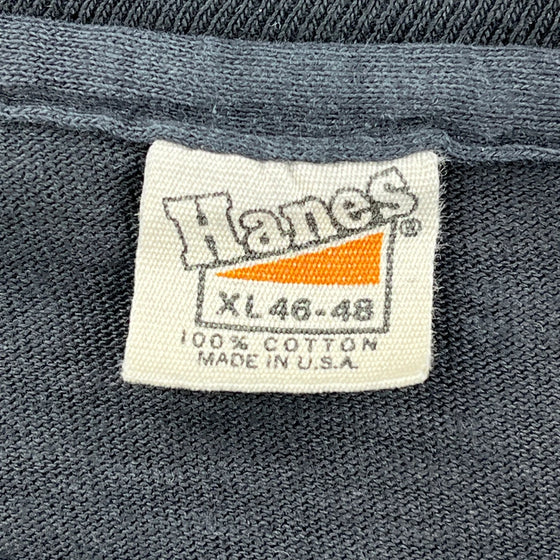 Hanes®
XL 46-48
100% COTTON
MADE IN U.S.A.